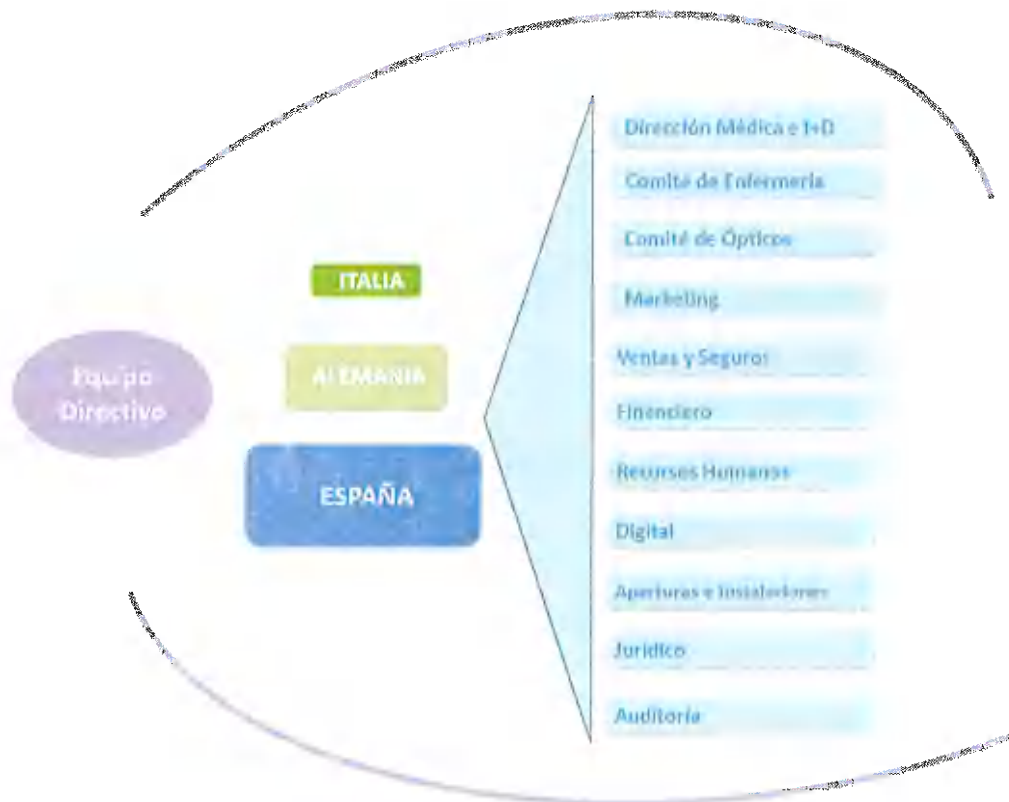 Equipo
Directivo
ITALIA
ALEMANIA
ESPAÑA
Dirección Médica e I+D
Comité de Enfermería
Comité de Ópticos
Marketing
Ventas y Seguros
Financiero
Recursos Humanos
Digital
Aperturas e Instalaciones
Jurídico
Auditoría